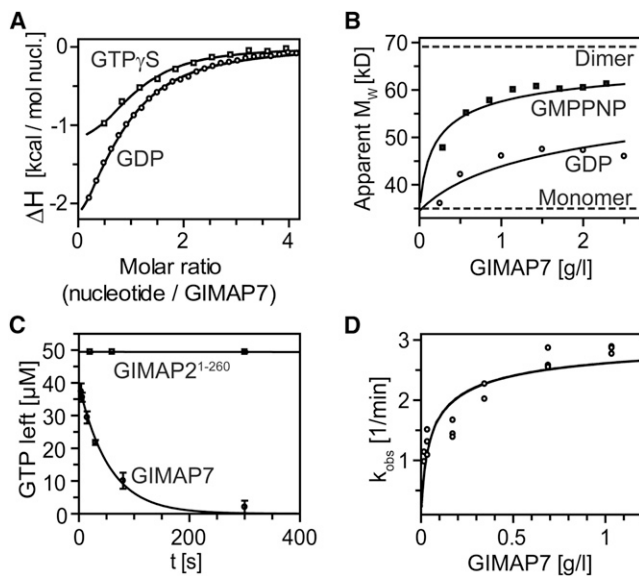 A
0
-1
-2
ΔH [kcal / mol nucl.]
GTPγS
GDP
0 2 4
Molar ratio
(nucleotide / GIMAP7)
B
70
60
50
40
Apparent M_W [kD]
Dimer
GMPPNP
GDP
Monomer
0 1 2
GIMAP7 [g/l]
C
50
40
30
20
10
0
GTP left [µM]
GIMAP2¹⁻²⁶⁰
GIMAP7
0 200 400
t [s]
D
3
2
1
k_obs [1/min]
0 0.5 1
GIMAP7 [g/l]